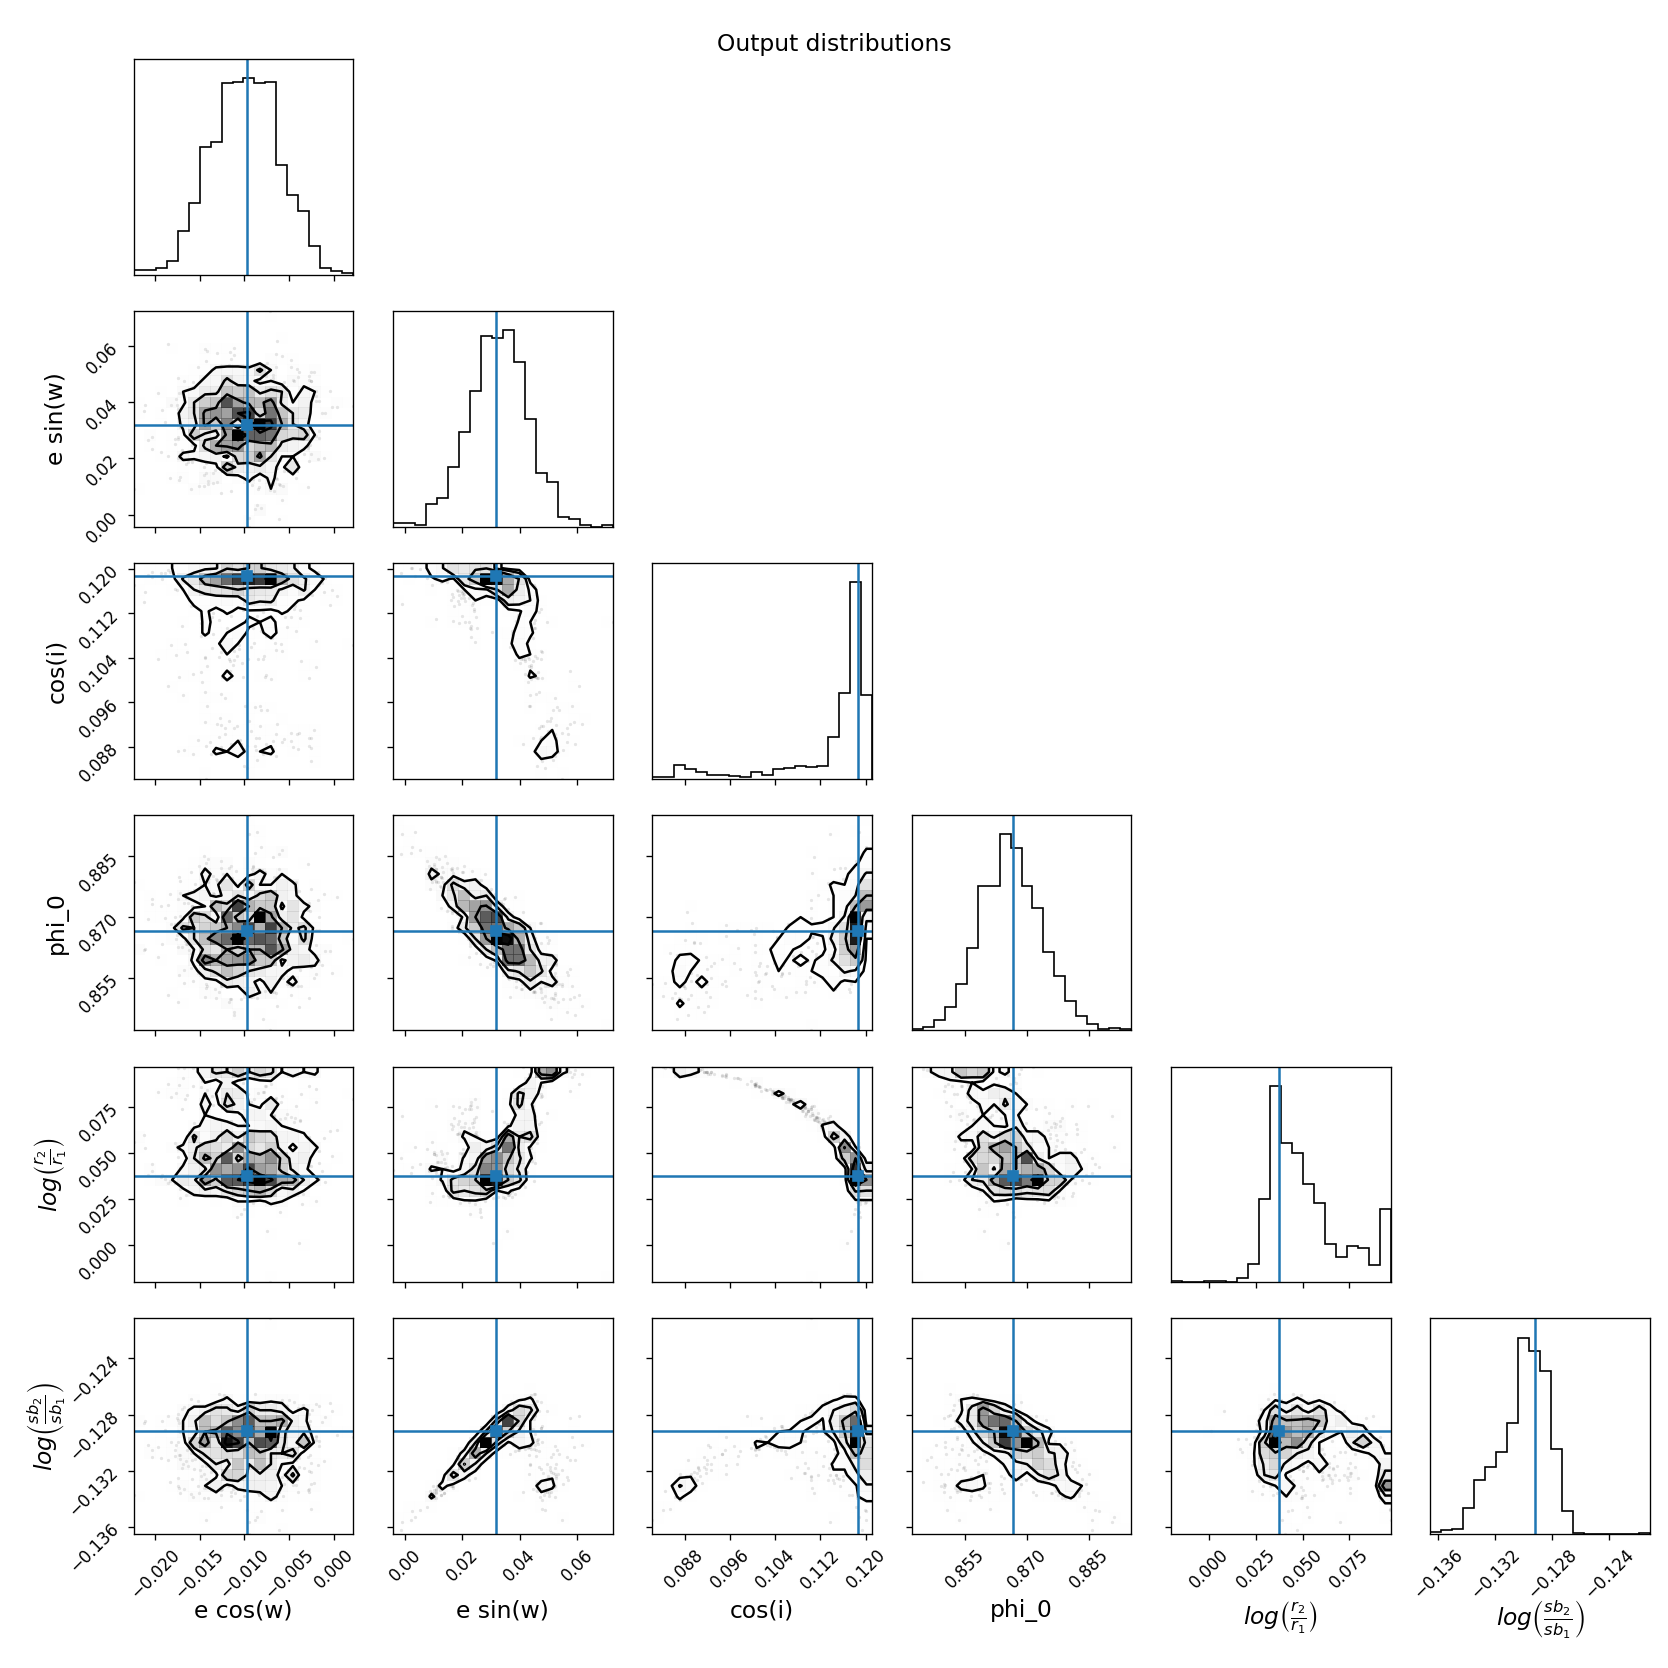 Output distributions
0.06
0.04
0.02
0.00
e sin(w)
0.120
0.112
0.104
0.096
0.088
cos(i)
0.885
0.870
0.855
phi_0
0.075
0.050
0.025
0.000
log(r₂/r₁)
−0.124
−0.128
−0.132
−0.136
log(sb₂/sb₁)
−0.020 −0.015 −0.010 −0.005 0.000 0.00 0.02 0.04 0.06 0.088 0.096 0.104 0.112 0.120 0.855 0.870 0.885 0.000 0.025 0.050 0.075 −0.136 −0.132 −0.128 −0.124
e cos(w) e sin(w) cos(i) phi_0 log(r₂/r₁) log(sb₂/sb₁)